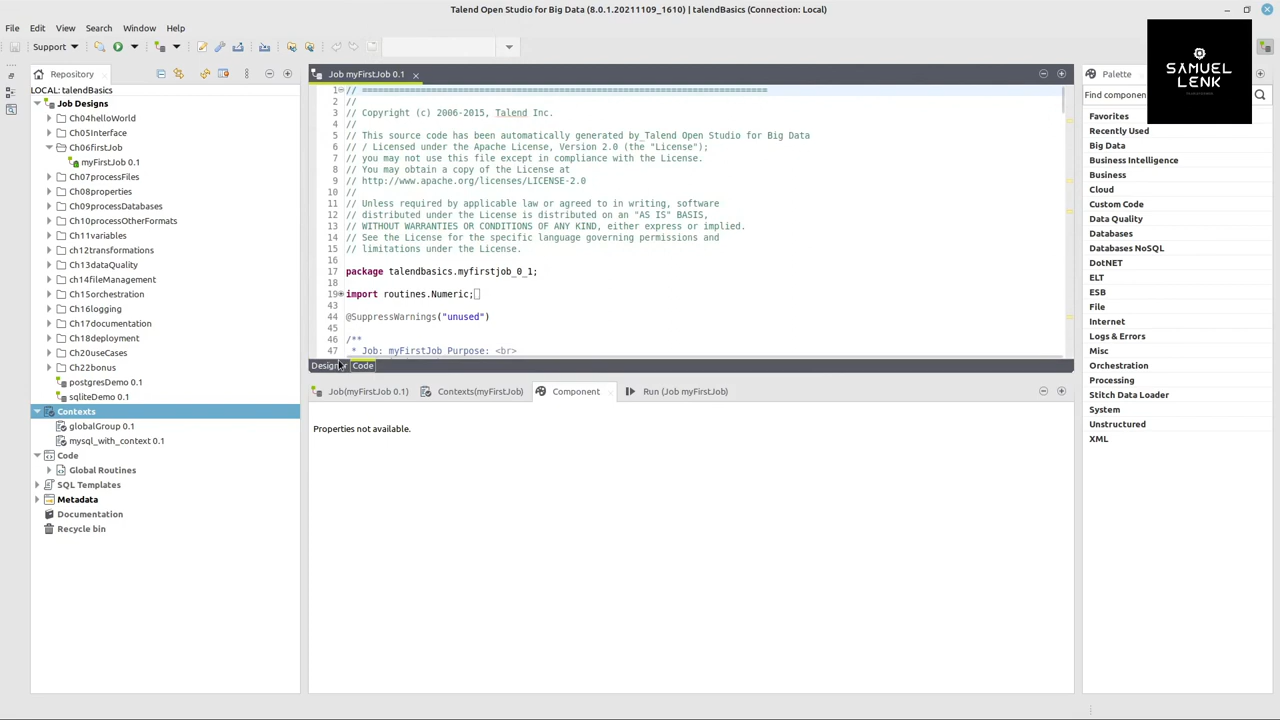 Talend Open Studio for Big Data (8.0.1.20211109_1610) | talendBasics (Connection: Local)
File Edit View Search Window Help
Support
Repository
LOCAL: talendBasics
Job Designs
Ch04helloWorld
Ch05Interface
Ch06firstJob
myFirstJob 0.1
Ch07processFiles
Ch08properties
Ch09processDatabases
Ch10processOtherFormats
Ch11variables
ch12transformations
Ch13dataQuality
ch14fileManagement
Ch15orchestration
Ch16logging
Ch17documentation
Ch18deployment
Ch20useCases
Ch22bonus
postgresDemo 0.1
sqliteDemo 0.1
Contexts
globalGroup 0.1
mysql_with_context 0.1
Code
Global Routines
SQL Templates
Metadata
Documentation
Recycle bin
Job myFirstJob 0.1
1 // ============================================================================
2 //
3 // Copyright (c) 2006-2015, Talend Inc.
4 //
5 // This source code has been automatically generated by_Talend Open Studio for Big Data
6 // / Licensed under the Apache License, Version 2.0 (the "License");
7 // you may not use this file except in compliance with the License.
8 // You may obtain a copy of the License at
9 // http://www.apache.org/licenses/LICENSE-2.0
10 //
11 // Unless required by applicable law or agreed to in writing, software
12 // distributed under the License is distributed on an "AS IS" BASIS,
13 // WITHOUT WARRANTIES OR CONDITIONS OF ANY KIND, either express or implied.
14 // See the License for the specific language governing permissions and
15 // limitations under the License.
16
17 package talendbasics.myfirstjob_0_1;
18
19 import routines.Numeric;
43
44 @SuppressWarnings("unused")
45
46 /**
47 * Job: myFirstJob Purpose: <br>
Designer Code
Job(myFirstJob 0.1) Contexts(myFirstJob) Component Run (Job myFirstJob)
Properties not available.
SAMUEL
LENK
Palette
Find componen
Favorites
Recently Used
Big Data
Business Intelligence
Business
Cloud
Custom Code
Data Quality
Databases
Databases NoSQL
DotNET
ELT
ESB
File
Internet
Logs & Errors
Misc
Orchestration
Processing
Stitch Data Loader
System
Unstructured
XML